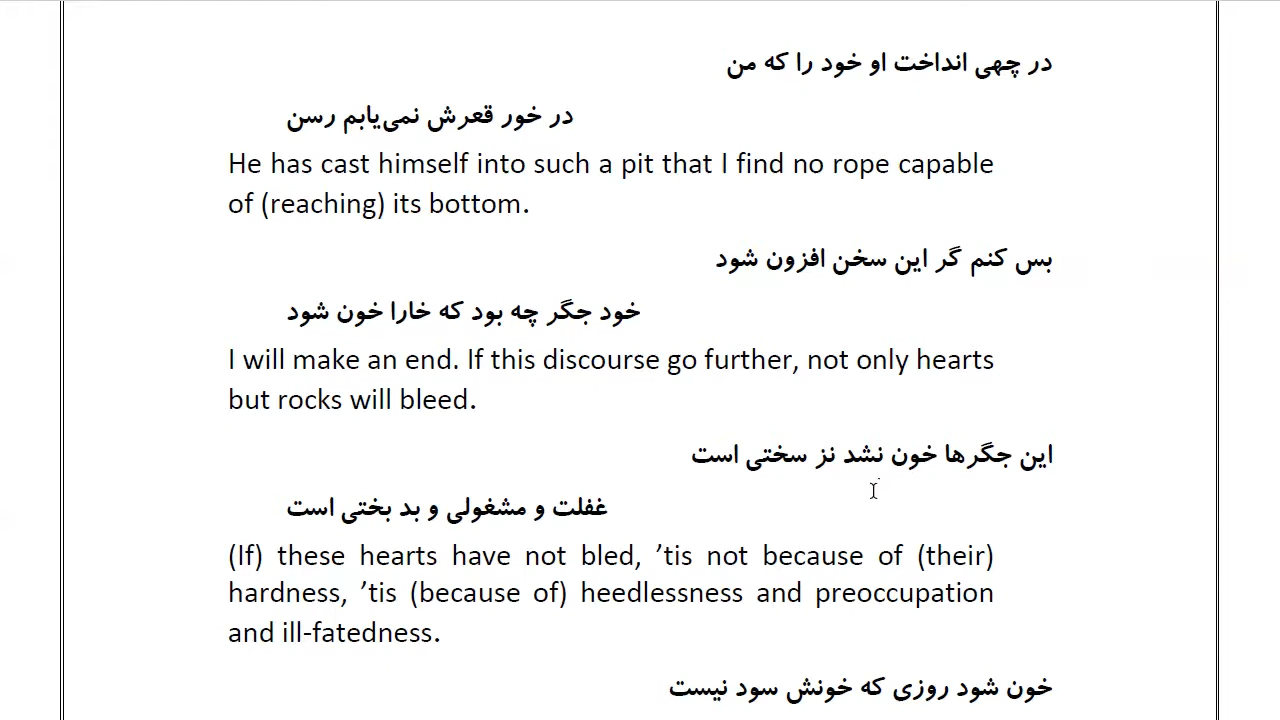 در چهی انداخت او خود را که من
در خور قعرش نمی‌یابم رسن
He has cast himself into such a pit that I find no rope capable
of (reaching) its bottom.
بس کنم گر این سخن افزون شود
خود جگر چه بود که خارا خون شود
I will make an end. If this discourse go further, not only hearts
but rocks will bleed.
این جگرها خون نشد نز سختی است
غفلت و مشغولی و بد بختی است
(If) these hearts have not bled, ’tis not because of (their)
hardness, ’tis (because of) heedlessness and preoccupation
and ill-fatedness.
خون شود روزی که خونش سود نیست